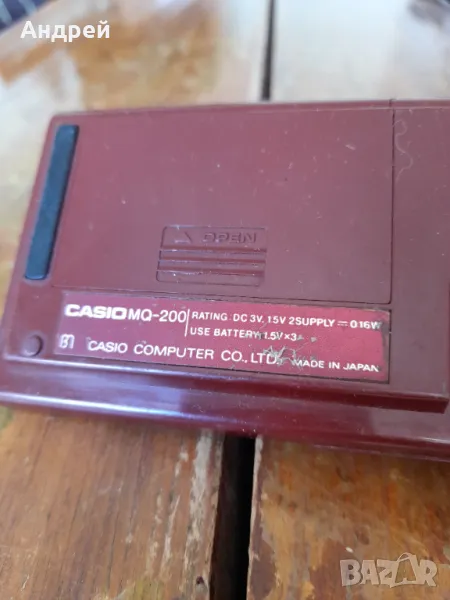 Андрей
OPEN
CASIO MQ-200 RATING DC 3V, 1.5V 2SUPPLY = 0.16W
USE BATTERY 1.5V×3
CASIO COMPUTER CO., LTD. MADE IN JAPAN
BAZAR